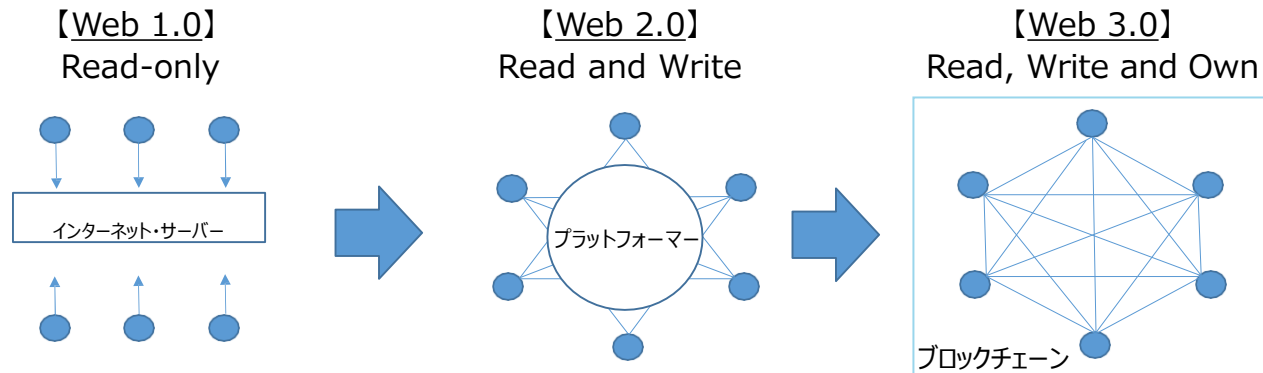 【Web 1.0】
Read-only
インターネット・サーバー
【Web 2.0】
Read and Write
プラットフォーマー
【Web 3.0】
Read, Write and Own
ブロックチェーン